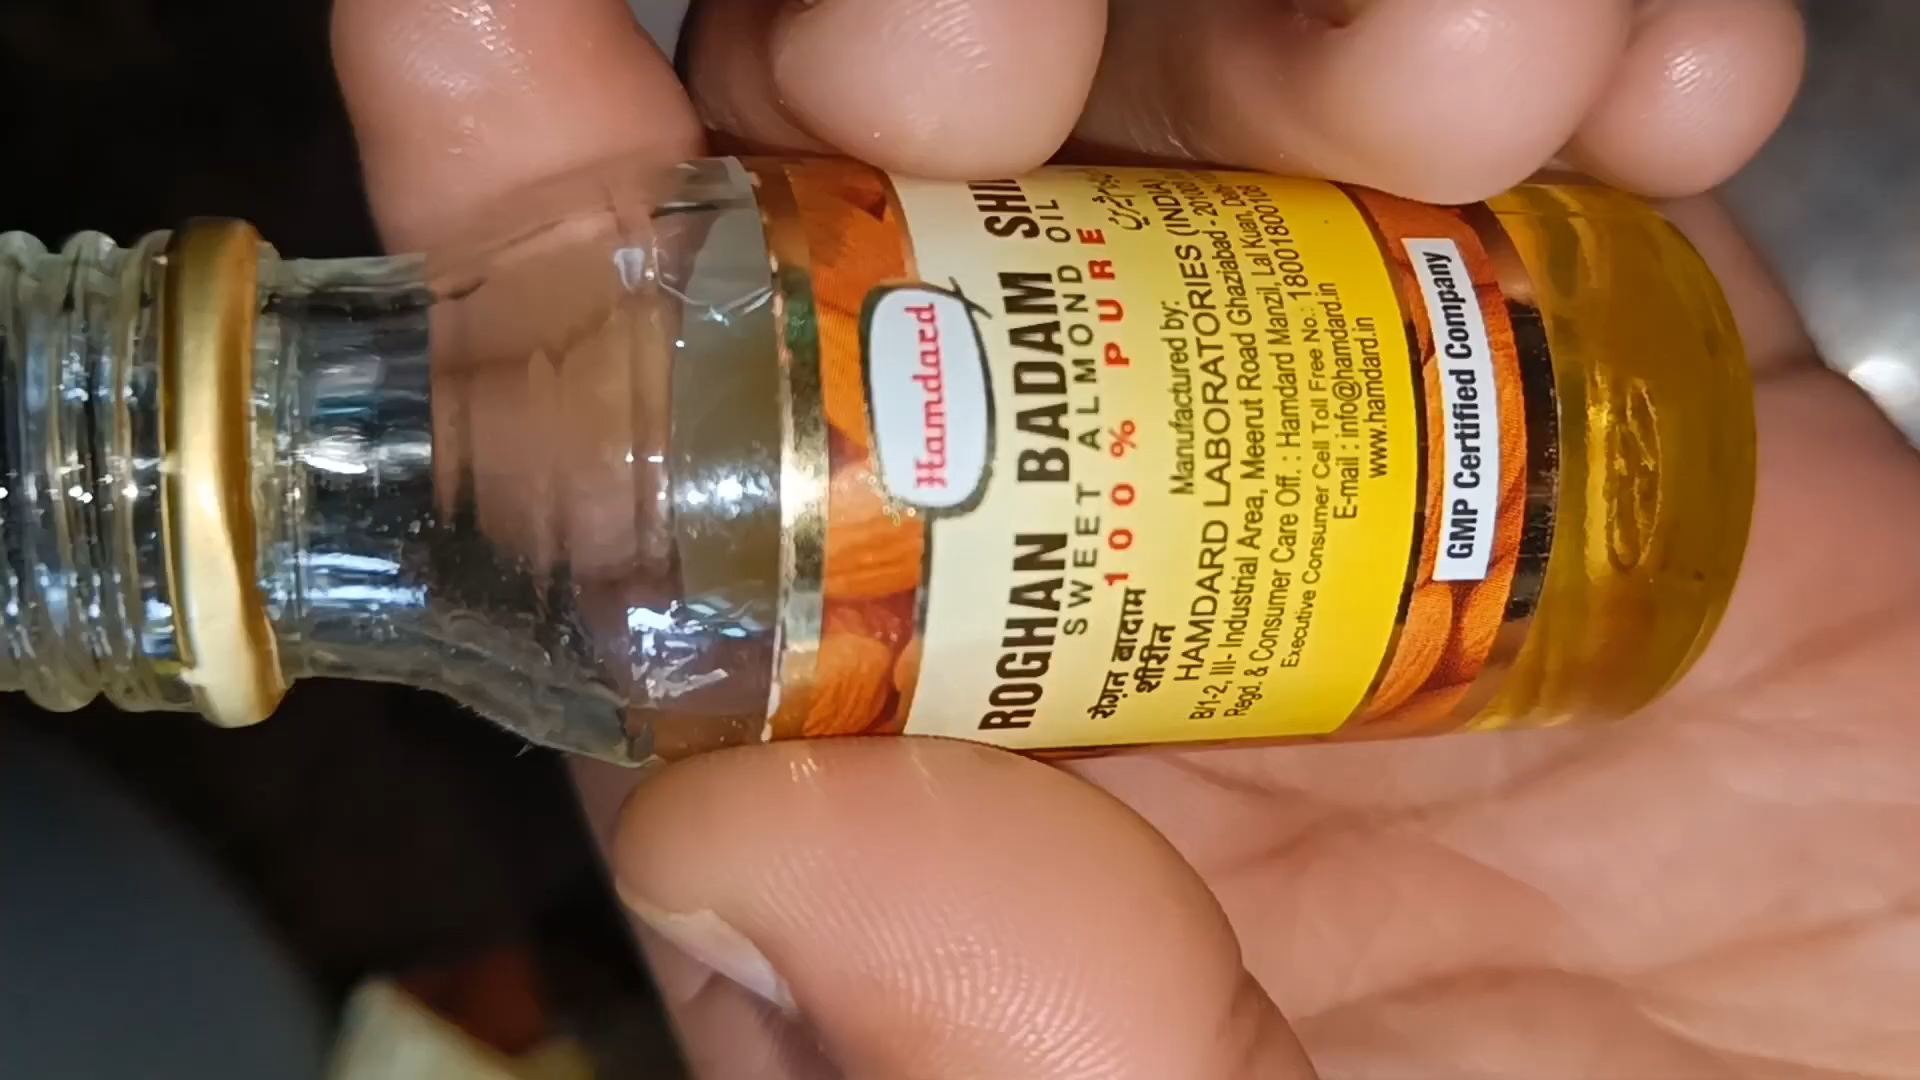 Hamdard
ROGHAN BADAM
SWEET ALMOND OIL
100% PURE
रोग़न बादाम
शीरीन
Manufactured by:
HAMDARD LABORATORIES (INDIA)
B/1-2, III- Industrial Area, Meerut Road Ghaziabad -
Regd. & Consumer Care Off. : Hamdard Manzil, Lal Kuan,
Executive Consumer Cell Toll Free No.: 18001800108
E-mail : info@hamdard.in
www.hamdard.in
GMP Certified Company